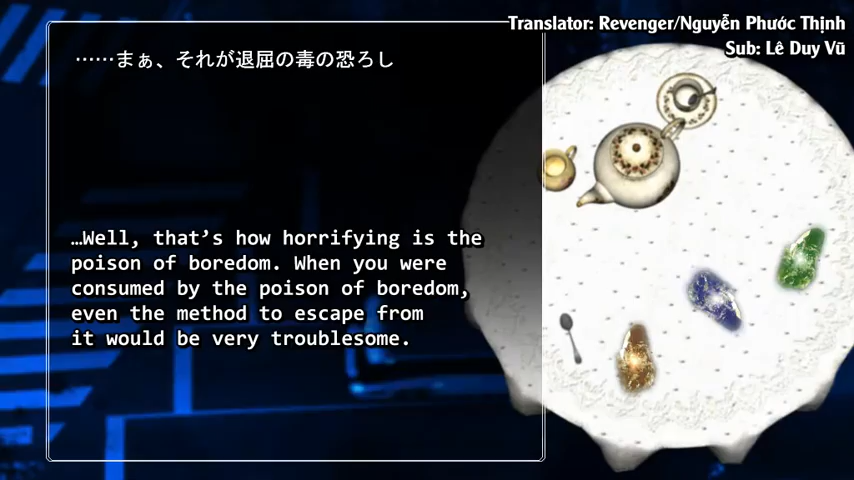 Translator: Revenger/Nguyễn Phước Thịnh
Sub: Lê Duy Vũ
……まぁ、それが退屈の毒の恐ろし
…Well, that’s how horrifying is the
poison of boredom. When you were
consumed by the poison of boredom,
even the method to escape from
it would be very troublesome.